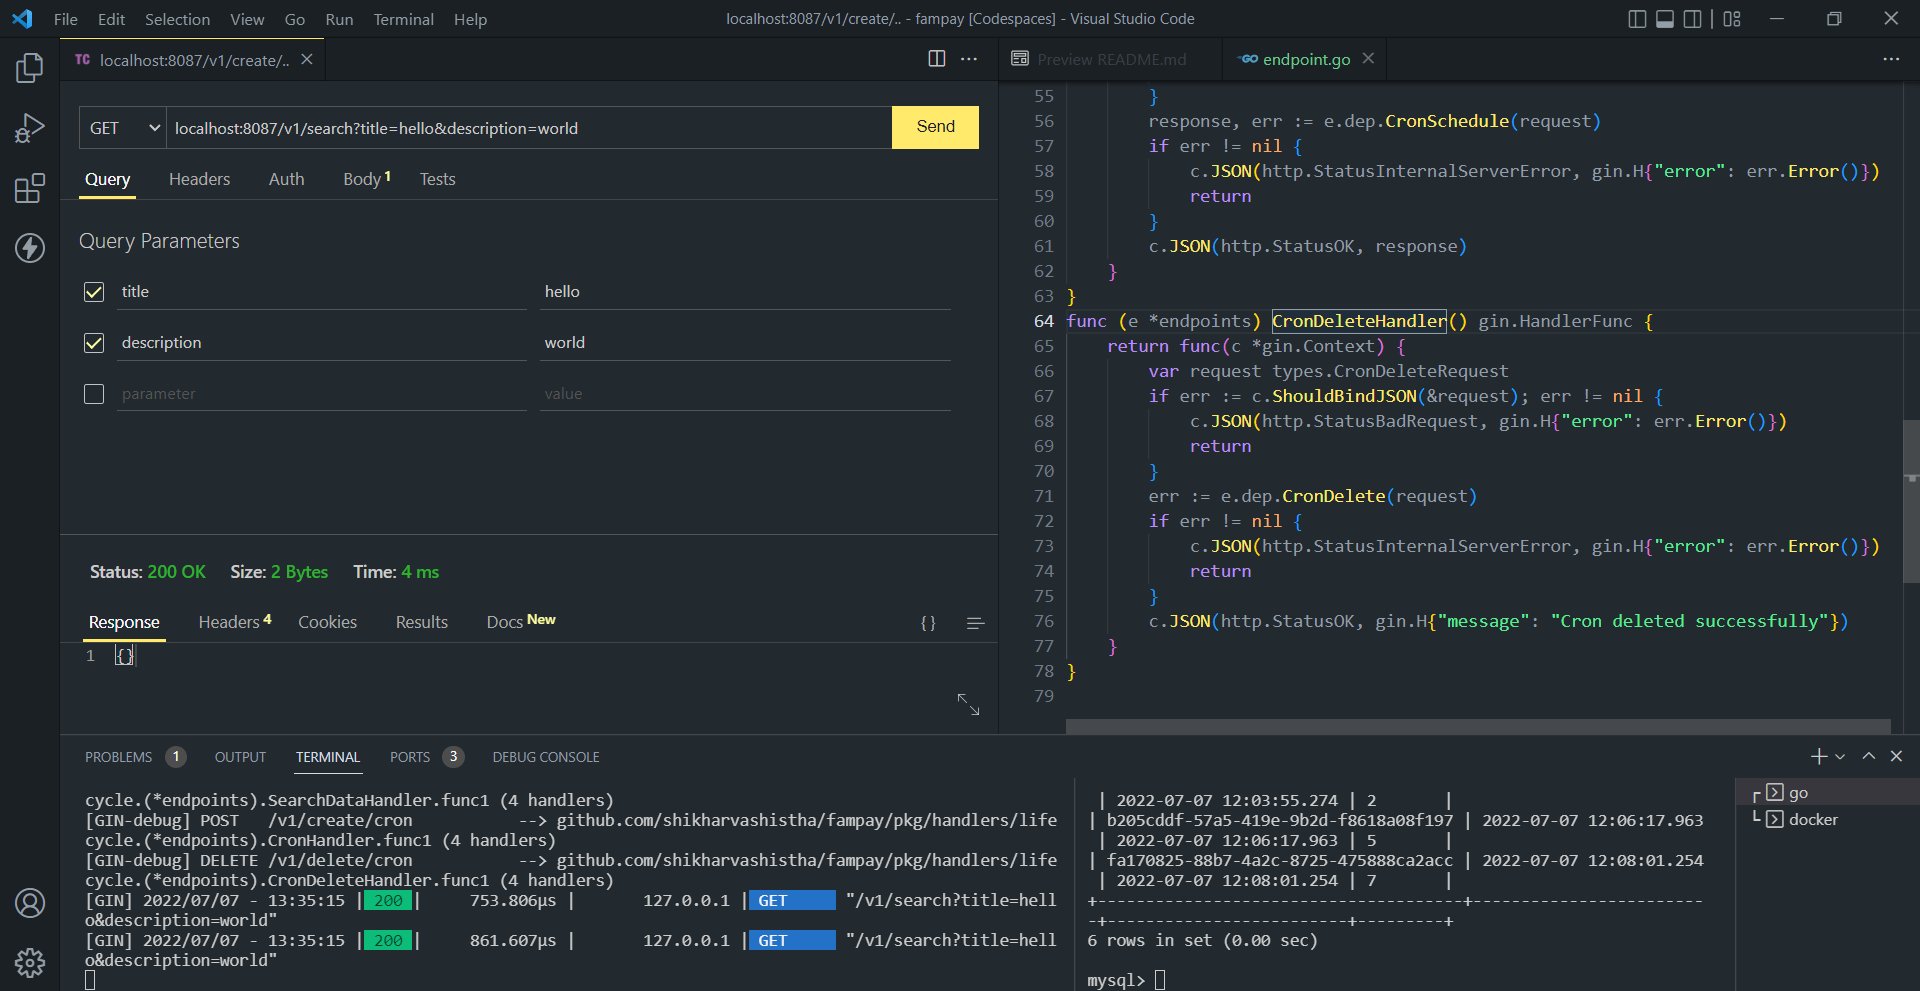 File Edit Selection View Go Run Terminal Help
localhost:8087/v1/create/.. - fampay [Codespaces] - Visual Studio Code
TC localhost:8087/v1/create/..
GET localhost:8087/v1/search?title=hello&description=world Send
Query Headers Auth Body 1 Tests
Query Parameters
title hello
description world
parameter value
Status: 200 OK Size: 2 Bytes Time: 4 ms
Response Headers 4 Cookies Results Docs New {}
1 {}
Preview README.md GO endpoint.go
55 }
56 response, err := e.dep.CronSchedule(request)
57 if err != nil {
58 c.JSON(http.StatusInternalServerError, gin.H{"error": err.Error()})
59 return
60 }
61 c.JSON(http.StatusOK, response)
62 }
63 }
64 func (e *endpoints) CronDeleteHandler() gin.HandlerFunc {
65 return func(c *gin.Context) {
66 var request types.CronDeleteRequest
67 if err := c.ShouldBindJSON(&request); err != nil {
68 c.JSON(http.StatusBadRequest, gin.H{"error": err.Error()})
69 return
70 }
71 err := e.dep.CronDelete(request)
72 if err != nil {
73 c.JSON(http.StatusInternalServerError, gin.H{"error": err.Error()})
74 return
75 }
76 c.JSON(http.StatusOK, gin.H{"message": "Cron deleted successfully"})
77 }
78 }
79
PROBLEMS 1 OUTPUT TERMINAL PORTS 3 DEBUG CONSOLE
cycle.(*endpoints).SearchDataHandler.func1 (4 handlers)
[GIN-debug] POST /v1/create/cron --> github.com/shikharvashistha/fampay/pkg/handlers/life
cycle.(*endpoints).CronHandler.func1 (4 handlers)
[GIN-debug] DELETE /v1/delete/cron --> github.com/shikharvashistha/fampay/pkg/handlers/life
cycle.(*endpoints).CronDeleteHandler.func1 (4 handlers)
[GIN] 2022/07/07 - 13:35:15 | 200 | 753.806µs | 127.0.0.1 | GET "/v1/search?title=hell
o&description=world"
[GIN] 2022/07/07 - 13:35:15 | 200 | 861.607µs | 127.0.0.1 | GET "/v1/search?title=hell
o&description=world"
| 2022-07-07 12:03:55.274 | 2 |
| b205cddf-57a5-419e-9b2d-f8618a08f197 | 2022-07-07 12:06:17.963
| 2022-07-07 12:06:17.963 | 5 |
| fa170825-88b7-4a2c-8725-475888ca2acc | 2022-07-07 12:08:01.254
| 2022-07-07 12:08:01.254 | 7 |
+--------------------------------------+-------------------------
-+-------------------------+---------+
6 rows in set (0.00 sec)
mysql>
go
docker